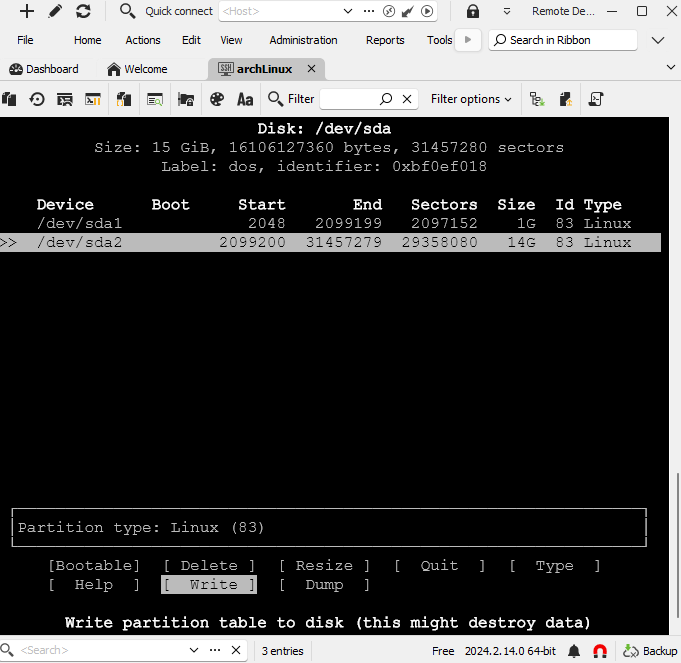 Quick connect <Host> ··· Remote De...
File Home Actions Edit View Administration Reports Tools Search in Ribbon
Dashboard Welcome SSH archLinux
Aa Filter Filter options
Disk: /dev/sda
Size: 15 GiB, 16106127360 bytes, 31457280 sectors
Label: dos, identifier: 0xbf0ef018
Device Boot Start End Sectors Size Id Type
/dev/sda1 2048 2099199 2097152 1G 83 Linux
>> /dev/sda2 2099200 31457279 29358080 14G 83 Linux
Partition type: Linux (83)
[Bootable] [ Delete ] [ Resize ] [ Quit ] [ Type ]
[ Help ] [ Write ] [ Dump ]
Write partition table to disk (this might destroy data)
<Search> ··· 3 entries Free 2024.2.14.0 64-bit Backup